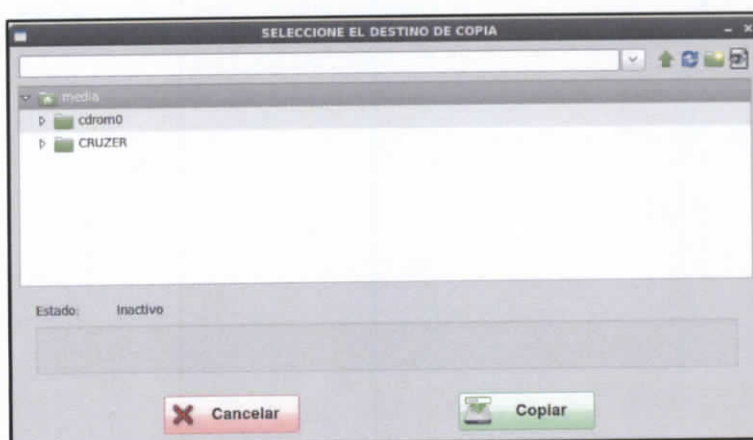 SELECCIONE EL DESTINO DE COPIA
media
cdrom0
CRUZER
Estado: Inactivo
Cancelar
Copiar